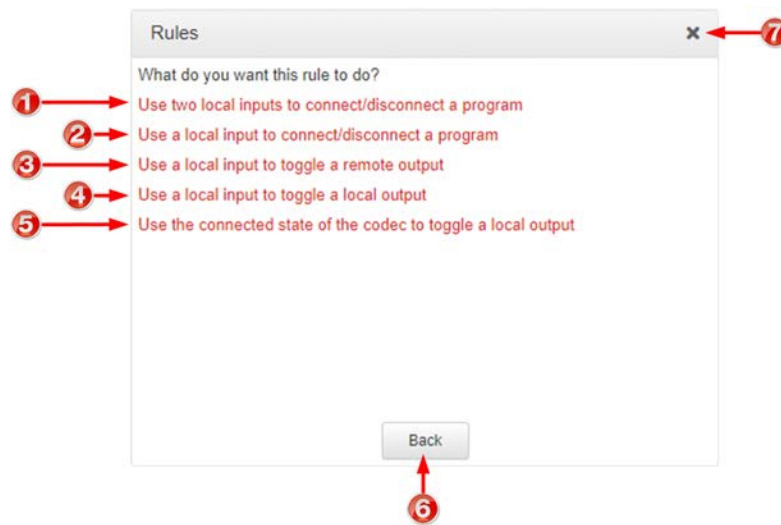 Rules
7
What do you want this rule to do?
1 Use two local inputs to connect/disconnect a program
2 Use a local input to connect/disconnect a program
3 Use a local input to toggle a remote output
4 Use a local input to toggle a local output
5 Use the connected state of the codec to toggle a local output
Back
6